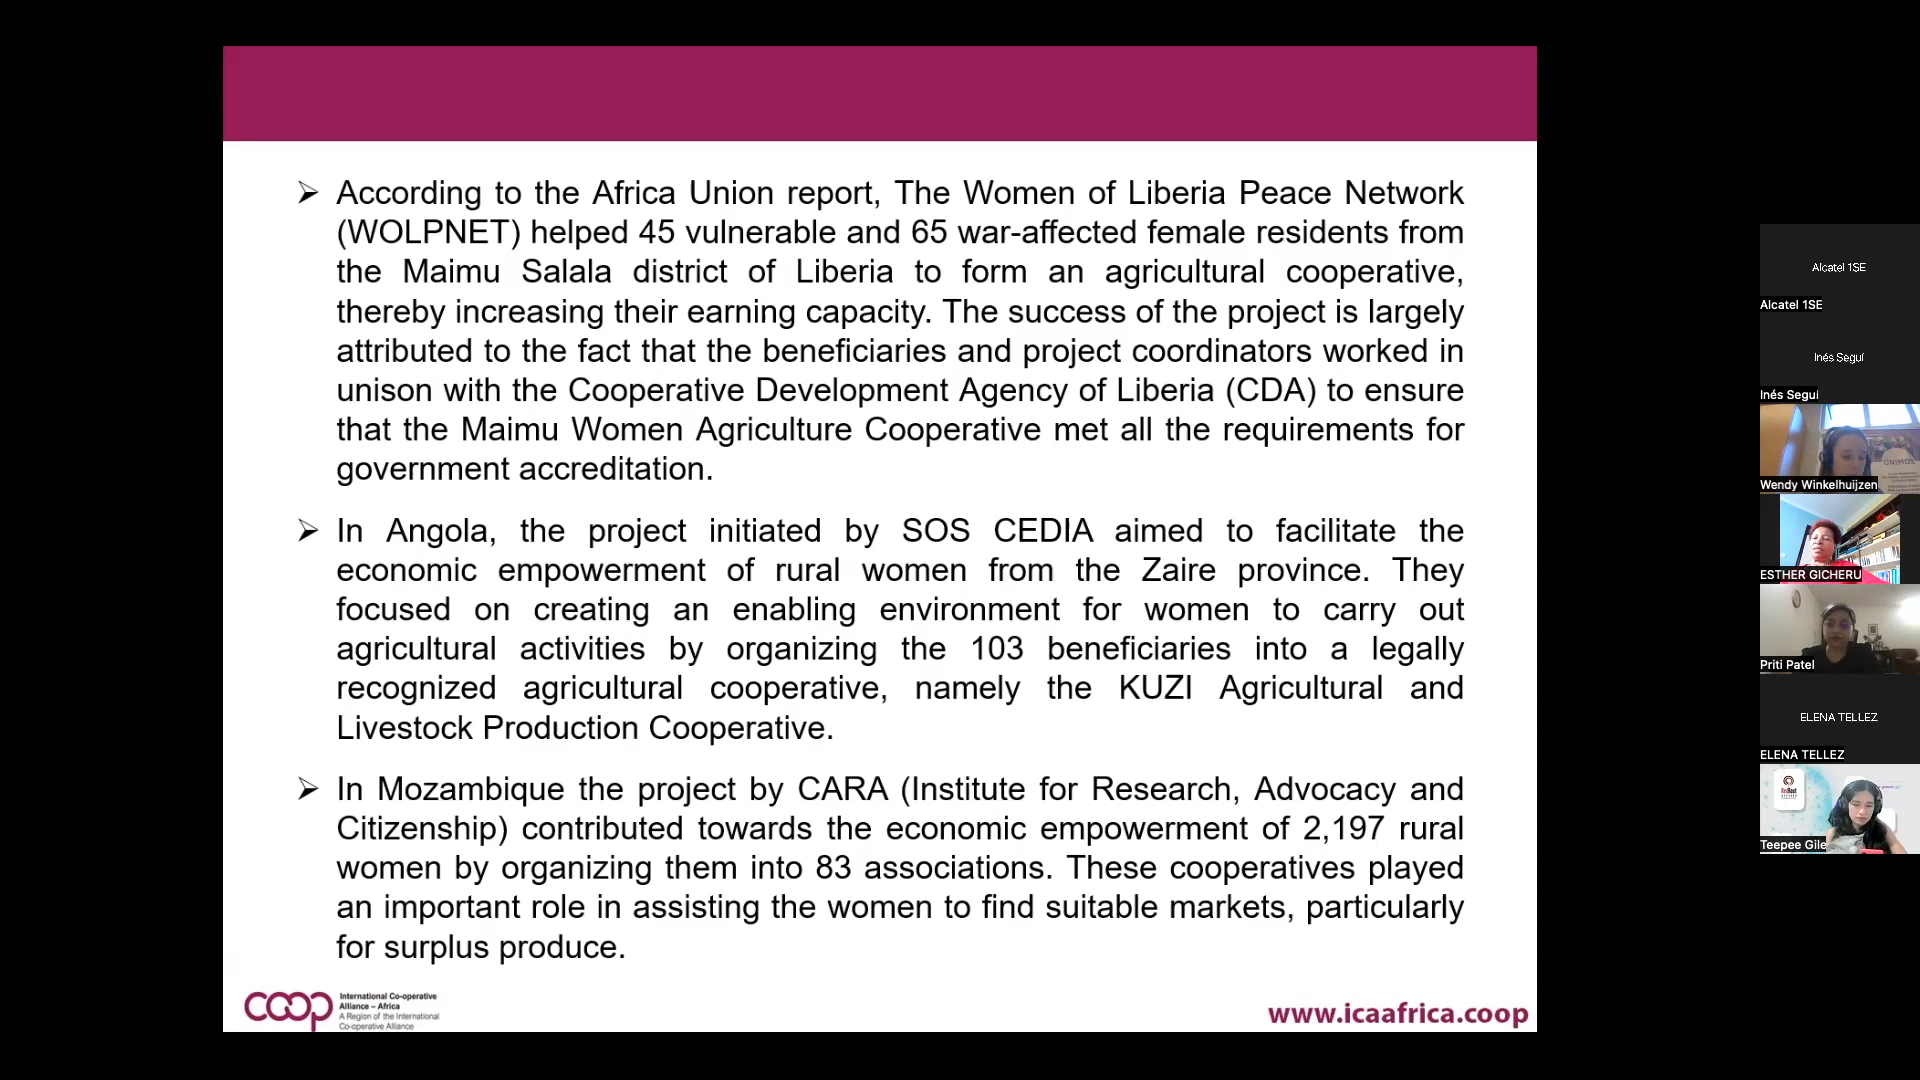 According to the Africa Union report, The Women of Liberia Peace Network
(WOLPNET) helped 45 vulnerable and 65 war-affected female residents from
the Maimu Salala district of Liberia to form an agricultural cooperative,
thereby increasing their earning capacity. The success of the project is largely
attributed to the fact that the beneficiaries and project coordinators worked in
unison with the Cooperative Development Agency of Liberia (CDA) to ensure
that the Maimu Women Agriculture Cooperative met all the requirements for
government accreditation.
In Angola, the project initiated by SOS CEDIA aimed to facilitate the
economic empowerment of rural women from the Zaire province. They
focused on creating an enabling environment for women to carry out
agricultural activities by organizing the 103 beneficiaries into a legally
recognized agricultural cooperative, namely the KUZI Agricultural and
Livestock Production Cooperative.
In Mozambique the project by CARA (Institute for Research, Advocacy and
Citizenship) contributed towards the economic empowerment of 2,197 rural
women by organizing them into 83 associations. These cooperatives played
an important role in assisting the women to find suitable markets, particularly
for surplus produce.
coop
International Co-operative
Alliance – Africa
A Region of the International
Co-operative Alliance
www.icaafrica.coop
Alcatel 1SE
Alcatel 1SE
Inés Seguí
Inés Seguí
UNIMOS
Wendy Winkelhuijzen
ESTHER GICHERU
Priti Patel
ELENA TELLEZ
ELENA TELLEZ
RedRoot
Teepee Gile